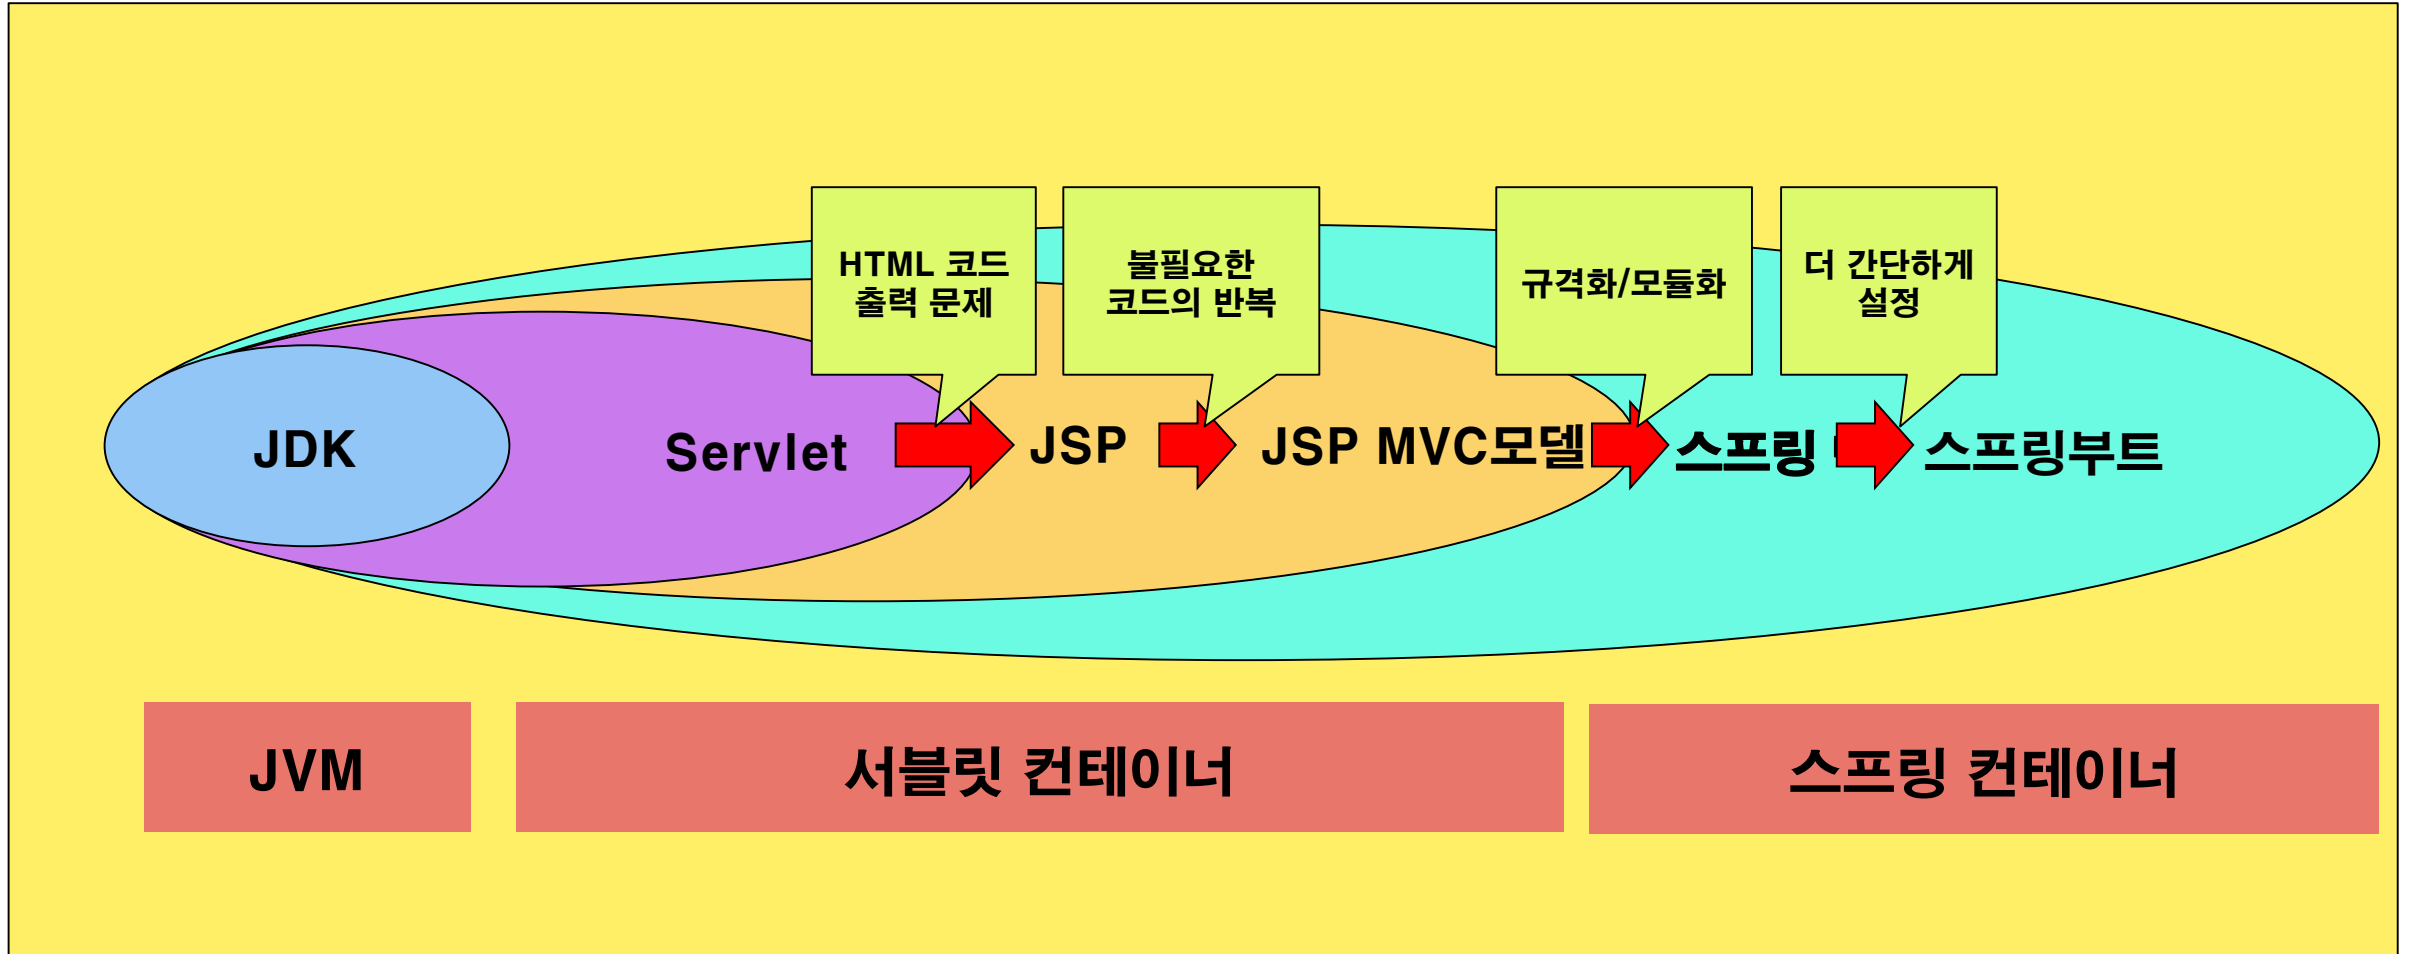 HTML 코드
출력 문제
불필요한
코드의 반복
규격화/모듈화
더 간단하게
설정
JDK
Servlet
JSP
JSP MVC모델
스프링
스프링부트
JVM
서블릿 컨테이너
스프링 컨테이너